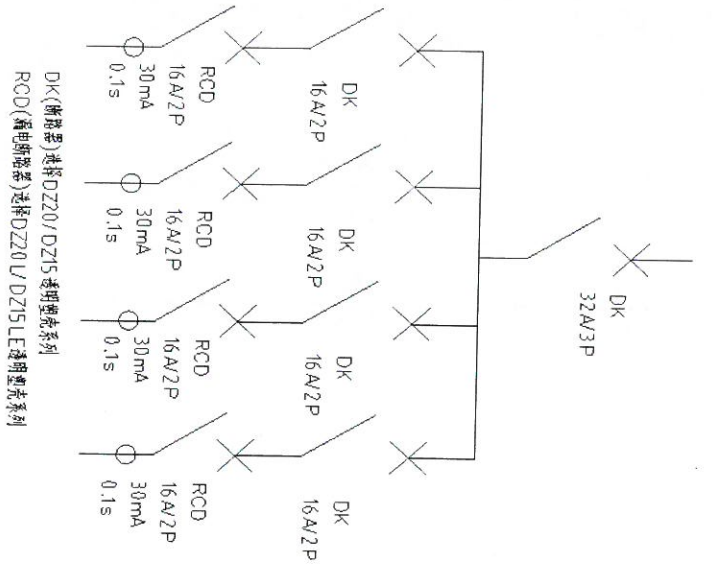 DK
32A/3P
DK
16A/2P
DK
16A/2P
DK
16A/2P
DK
16A/2P
RCD
16A/2P
30mA
0.1s
RCD
16A/2P
30mA
0.1s
RCD
16A/2P
30mA
0.1s
RCD
16A/2P
30mA
0.1s
DK(断路器)选择DZ20/DZ15透明塑壳系列
RCD(漏电断路器)选择DZ20L/DZ15LE透明塑壳系列